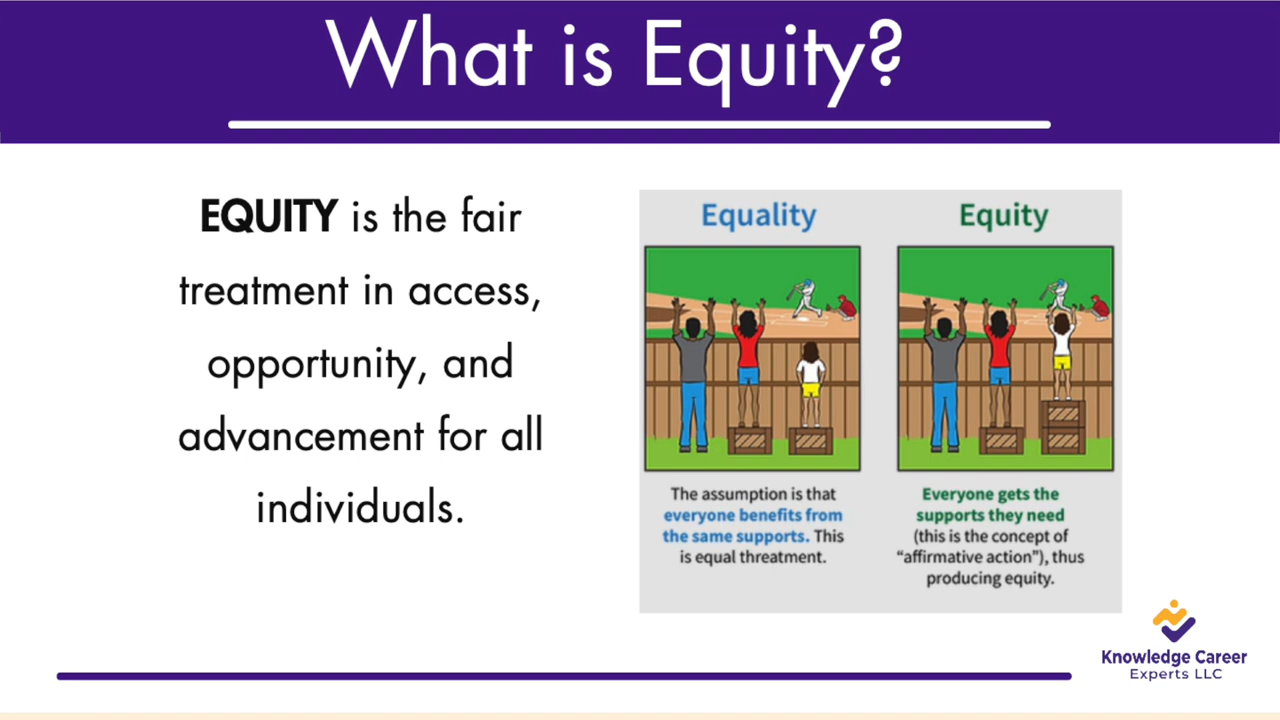 What is Equity?
EQUITY is the fair
treatment in access,
opportunity, and
advancement for all
individuals.
Equality
The assumption is that
everyone benefits from
the same supports. This
is equal threatment.
Equity
Everyone gets the
supports they need
(this is the concept of
“affirmative action”), thus
producing equity.
Knowledge Career
Experts LLC